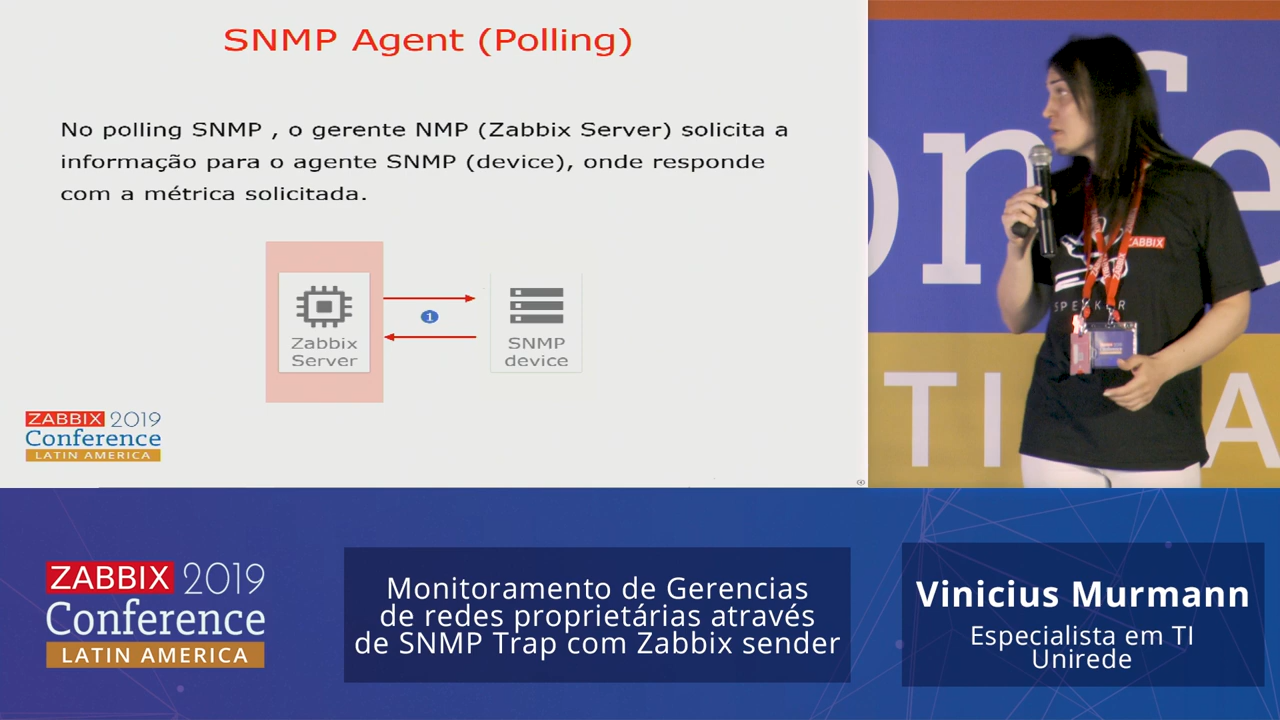 SNMP Agent (Polling)
No polling SNMP , o gerente NMP (Zabbix Server) solicita a
informação para o agente SNMP (device), onde responde
com a métrica solicitada.
1
Zabbix
Server
SNMP
device
ZABBIX 2019
Conference
LATIN AMERICA
ZABBIX
SPEAKER
TI
A
ZABBIX 2019
Conference
LATIN AMERICA
Monitoramento de Gerencias
de redes proprietárias através
de SNMP Trap com Zabbix sender
Vinicius Murmann
Especialista em TI
Unirede